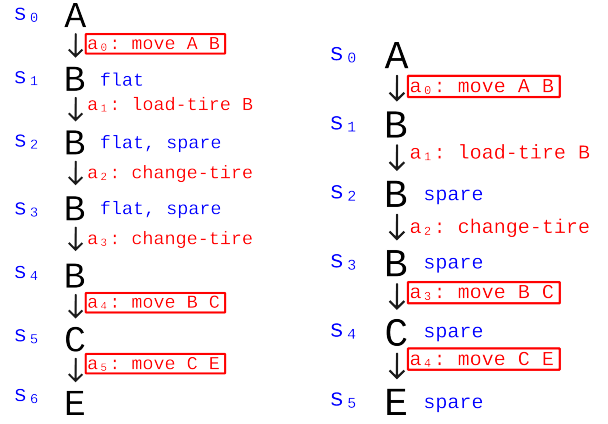 s₀ A
a₀: move A B
s₁ B flat
a₁: load-tire B
s₂ B flat, spare
a₂: change-tire
s₃ B flat, spare
a₃: change-tire
s₄ B
a₄: move B C
s₅ C
a₅: move C E
s₆ E
s₀ A
a₀: move A B
s₁ B
a₁: load-tire B
s₂ B spare
a₂: change-tire
s₃ B spare
a₃: move B C
s₄ C spare
a₄: move C E
s₅ E spare